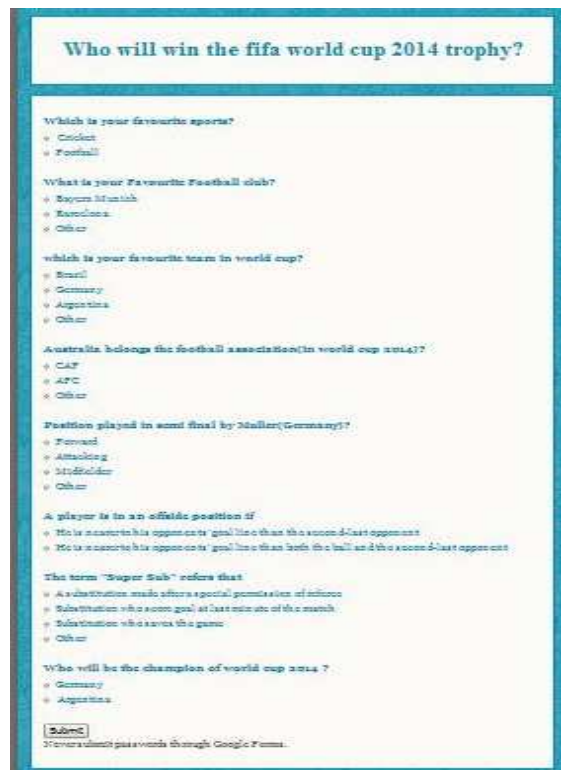 Who will win the fifa world cup 2014 trophy?
Which is your favourite sports?
Cricket
Football
What is your Favourite Football club?
Bayern Munich
Barcelona
Other
which is your favourite team in world cup?
Brazil
Germany
Argentina
Other
Australia belongs the football association(in world cup 2014)?
CAF
AFC
Other
Position played in semi final by Muller(Germany)?
Forward
Attacking
Midfielder
Other
A player is in an offside position if
He is nearer to his opponents' goal line than the second-last opponent
He is nearer to his opponents' goal line than both the ball and the second-last opponent
The term "Super Sub" refers that
A substitution made after a special permission of referee
Substitution who score goal at last minute of the match
Substitution who saves the game
Other
Who will be the champion of world cup 2014 ?
Germany
Argentina
Submit
Never submit passwords through Google Forms.